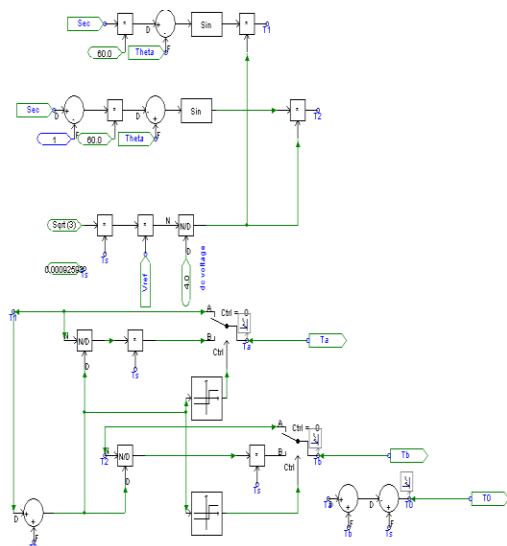 Sec * D + - F Sin * T1
60.0 Theta
Sec D + - F * D + F Sin * T2
1 60.0 Theta
Sqrt (3) * * N N/D
D
Ts
0.00092593
Ts
Vref
4.0
dc voltage
T1
A Ctrl = 0
N N/D * B
Ta
Ta
D Ts Ctrl
A Ctrl = 0
T2 N N/D * B
Tb
Tb
D Ts Ctrl
D + +
F
Ta + + D - + T0
T0
Tb F Ts F